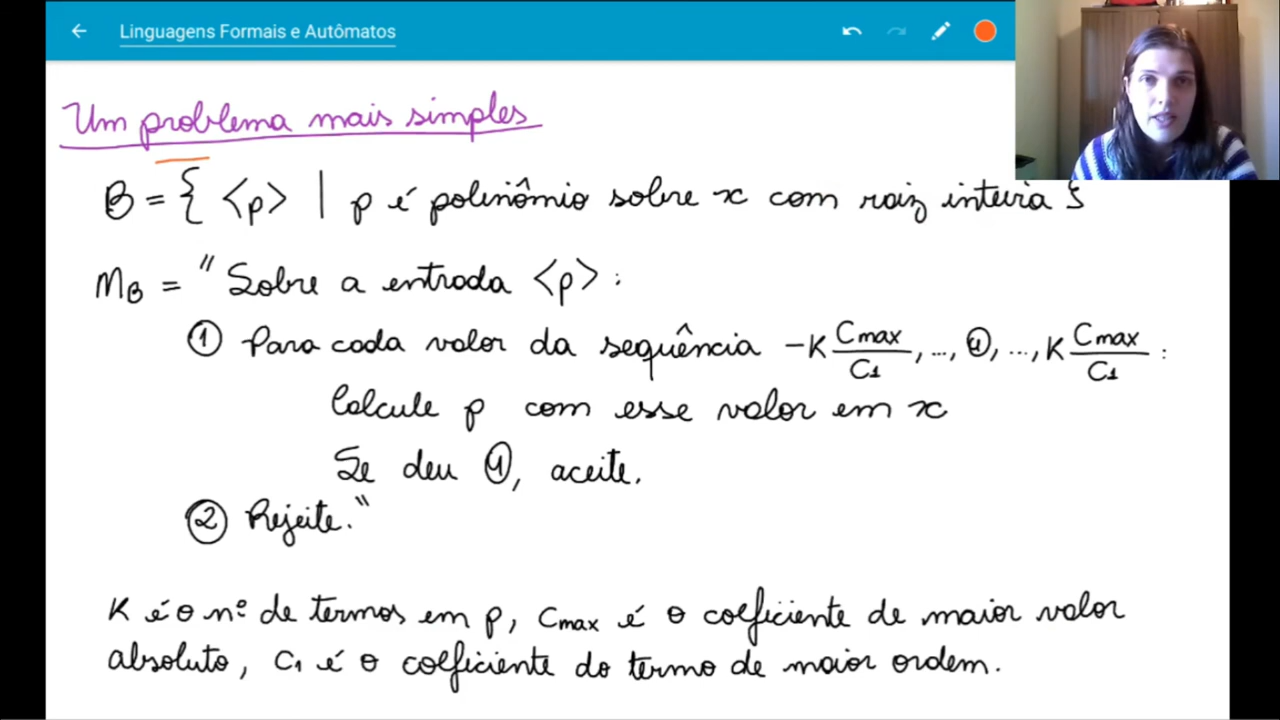 Linguagens Formais e Autômatos
Um problema mais simples
B = { <p> | p é polinômio sobre x com raiz inteira }
M_B = "Sobre a entrada <p>:
① Para cada valor da sequência -K Cmax/C1, ..., 0, ..., K Cmax/C1 :
Calcule p com esse valor em x
Se deu 0, aceite.
② Rejeite."
K é o nº de termos em p, Cmax é o coeficiente de maior valor
absoluto, C1 é o coeficiente do termo de maior ordem.